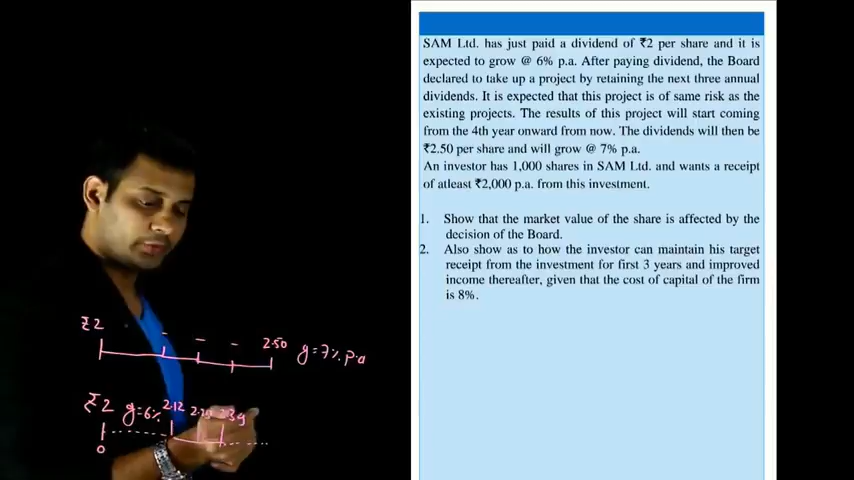 SAM Ltd. has just paid a dividend of ₹2 per share and it is
expected to grow @ 6% p.a. After paying dividend, the Board
declared to take up a project by retaining the next three annual
dividends. It is expected that this project is of same risk as the
existing projects. The results of this project will start coming
from the 4th year onward from now. The dividends will then be
₹2.50 per share and will grow @ 7% p.a.
An investor has 1,000 shares in SAM Ltd. and wants a receipt
of atleast ₹2,000 p.a. from this investment.
1. Show that the market value of the share is affected by the
decision of the Board.
2. Also show as to how the investor can maintain his target
receipt from the investment for first 3 years and improved
income thereafter, given that the cost of capital of the firm
is 8%.
₹2 - - - 2.50 g=7% p.a
₹2 g=6% 2.12
0